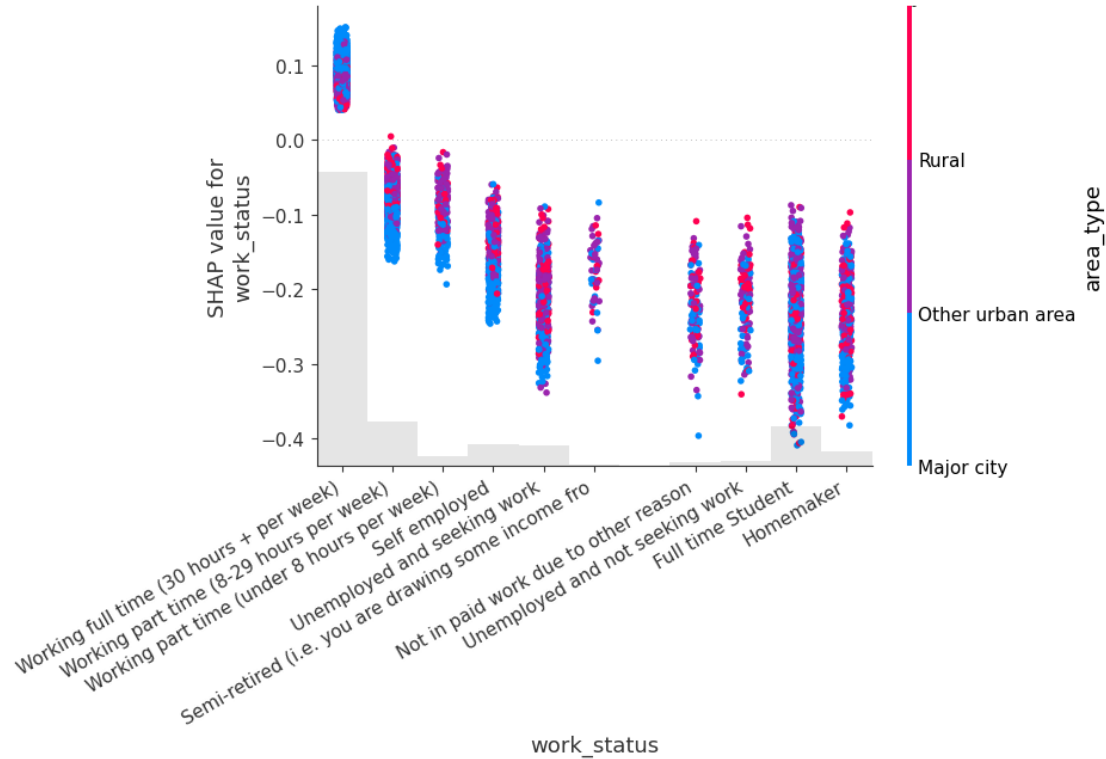 0.1
0.0
−0.1
−0.2
−0.3
−0.4
SHAP value for
work_status
Working full time (30 hours + per week)
Working part time (8-29 hours per week)
Working part time (under 8 hours per week)
Self employed
Unemployed and seeking work
Semi-retired (i.e. you are drawing some income fro
Not in paid work due to other reason
Unemployed and not seeking work
Full time Student
Homemaker
work_status
Rural
Other urban area
Major city
area_type